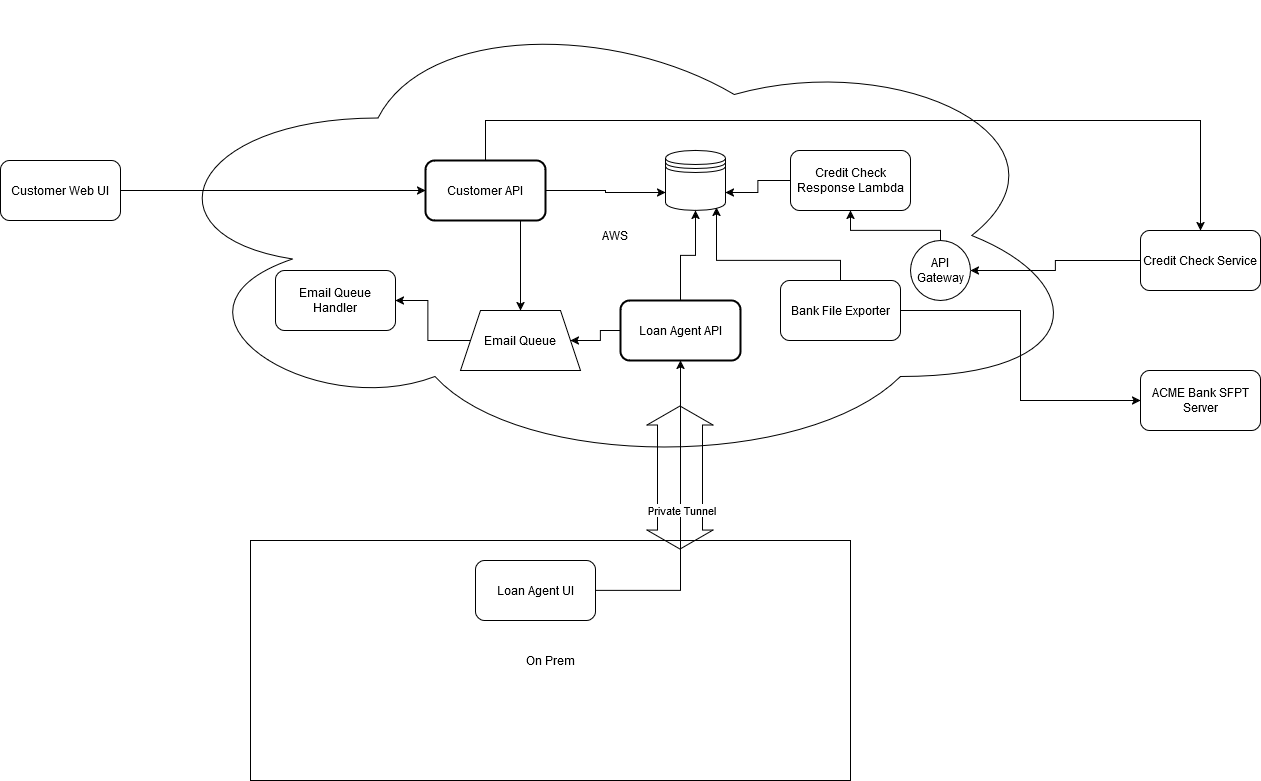 Customer Web UI
Customer API
Credit Check
Response Lambda
AWS
API
Gateway
Credit Check Service
Email Queue
Handler
Email Queue
Loan Agent API
Bank File Exporter
ACME Bank SFPT
Server
Private Tunnel
Loan Agent UI
On Prem